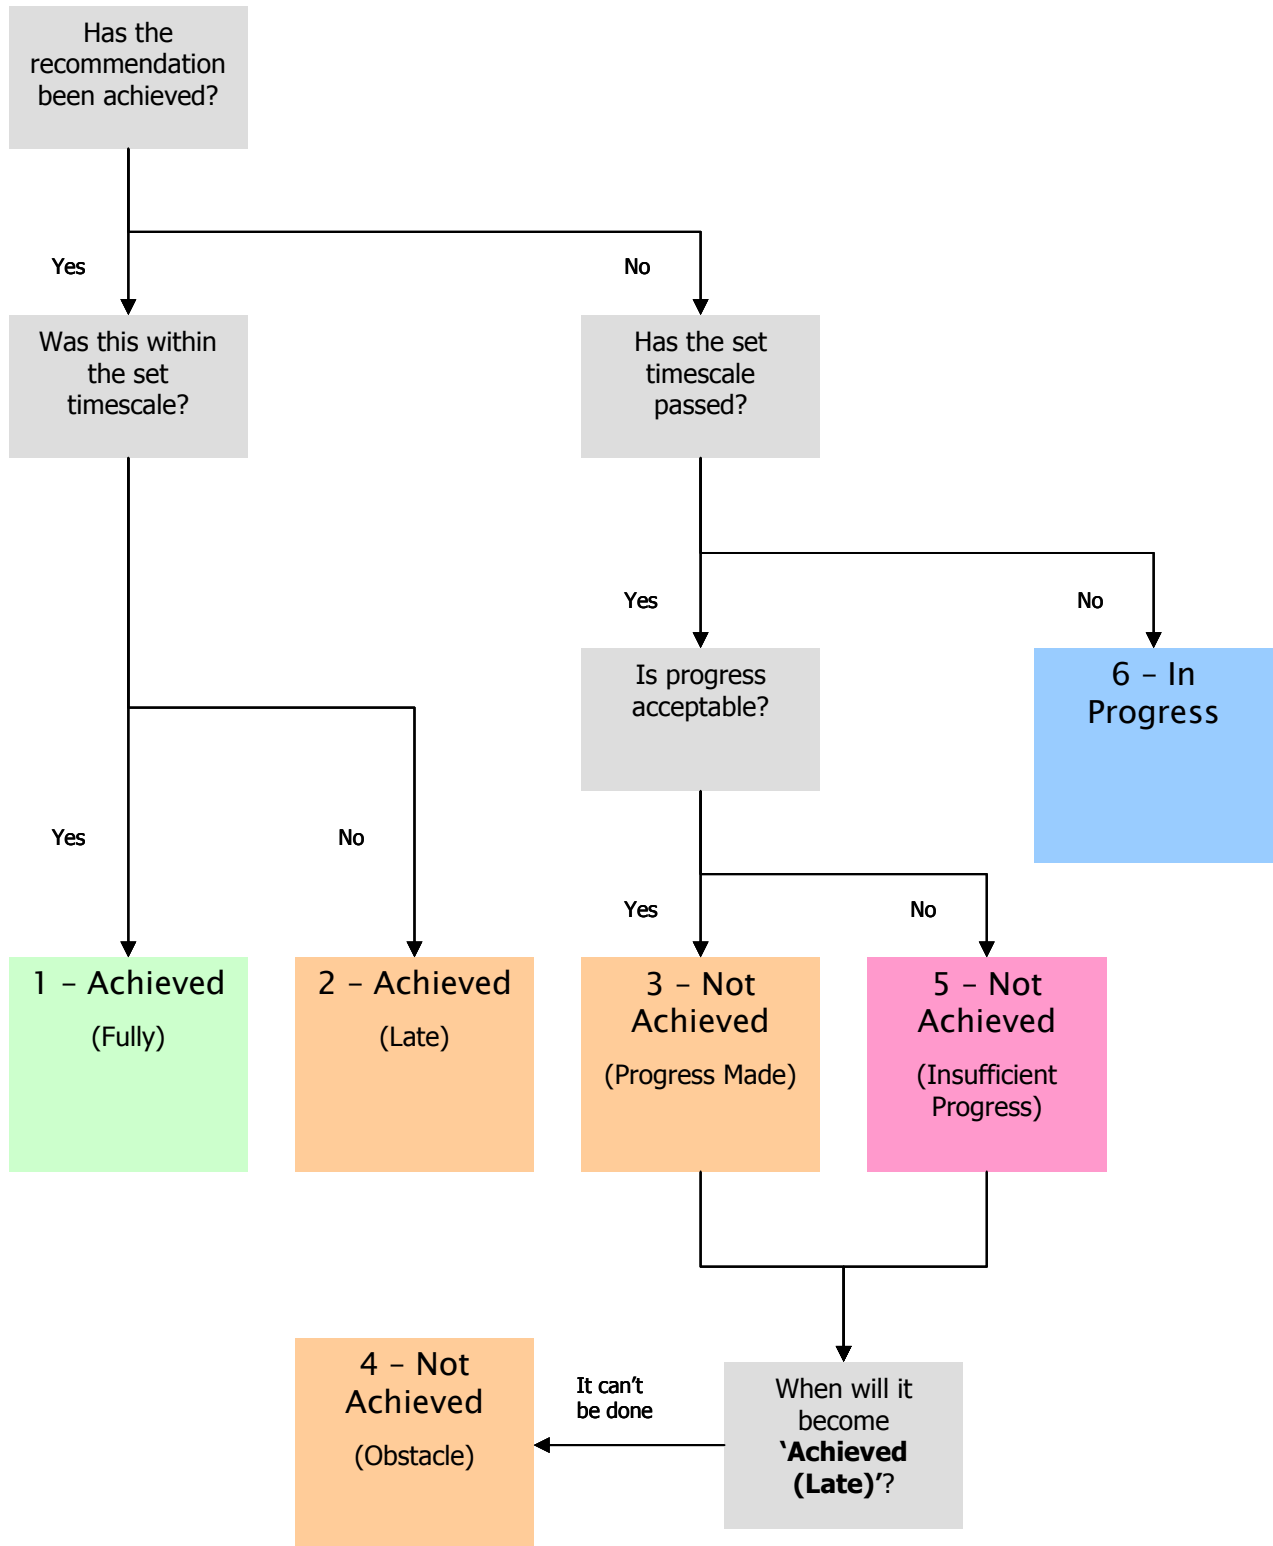 Has the
recommendation
been achieved?
Yes
No
Was this within
the set
timescale?
Has the set
timescale
passed?
Yes
No
Is progress
acceptable?
6 – In
Progress
Yes
No
Yes
No
1 – Achieved
(Fully)
2 – Achieved
(Late)
3 – Not
Achieved
(Progress Made)
5 – Not
Achieved
(Insufficient
Progress)
4 – Not
Achieved
(Obstacle)
It can't
be done
When will it
become
‘Achieved
(Late)’?